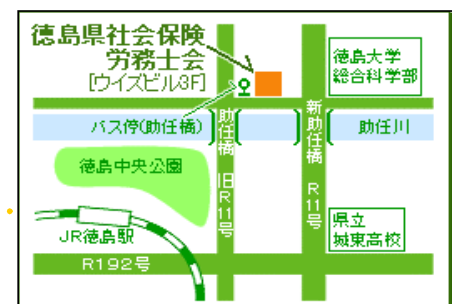 徳島県社会保険
労務士会
[ウイズビル3F]
徳島大学
総合科学部
バス停(助任橋)
助任橋 旧R11号
新助任橋 R11号
助任川
徳島中央公園
JR徳島駅
県立
城東高校
R192号